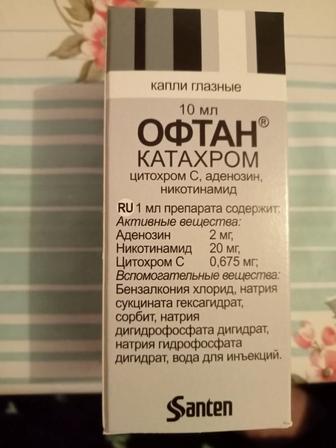 капли глазные
10 мл
ОФТАН®
КАТАХРОМ
цитохром С, аденозин,
никотинамид
RU 1 мл препарата содержит:
Активные вещества:
Аденозин 2 мг,
Никотинамид 20 мг,
Цитохром С 0,675 мг;
Вспомогательные вещества:
Бензалкония хлорид, натрия
сукцината гексагидрат,
сорбит, натрия
дигидрофосфата дигидрат,
натрия гидрофосфата
дигидрат, вода для инъекций.
Santen